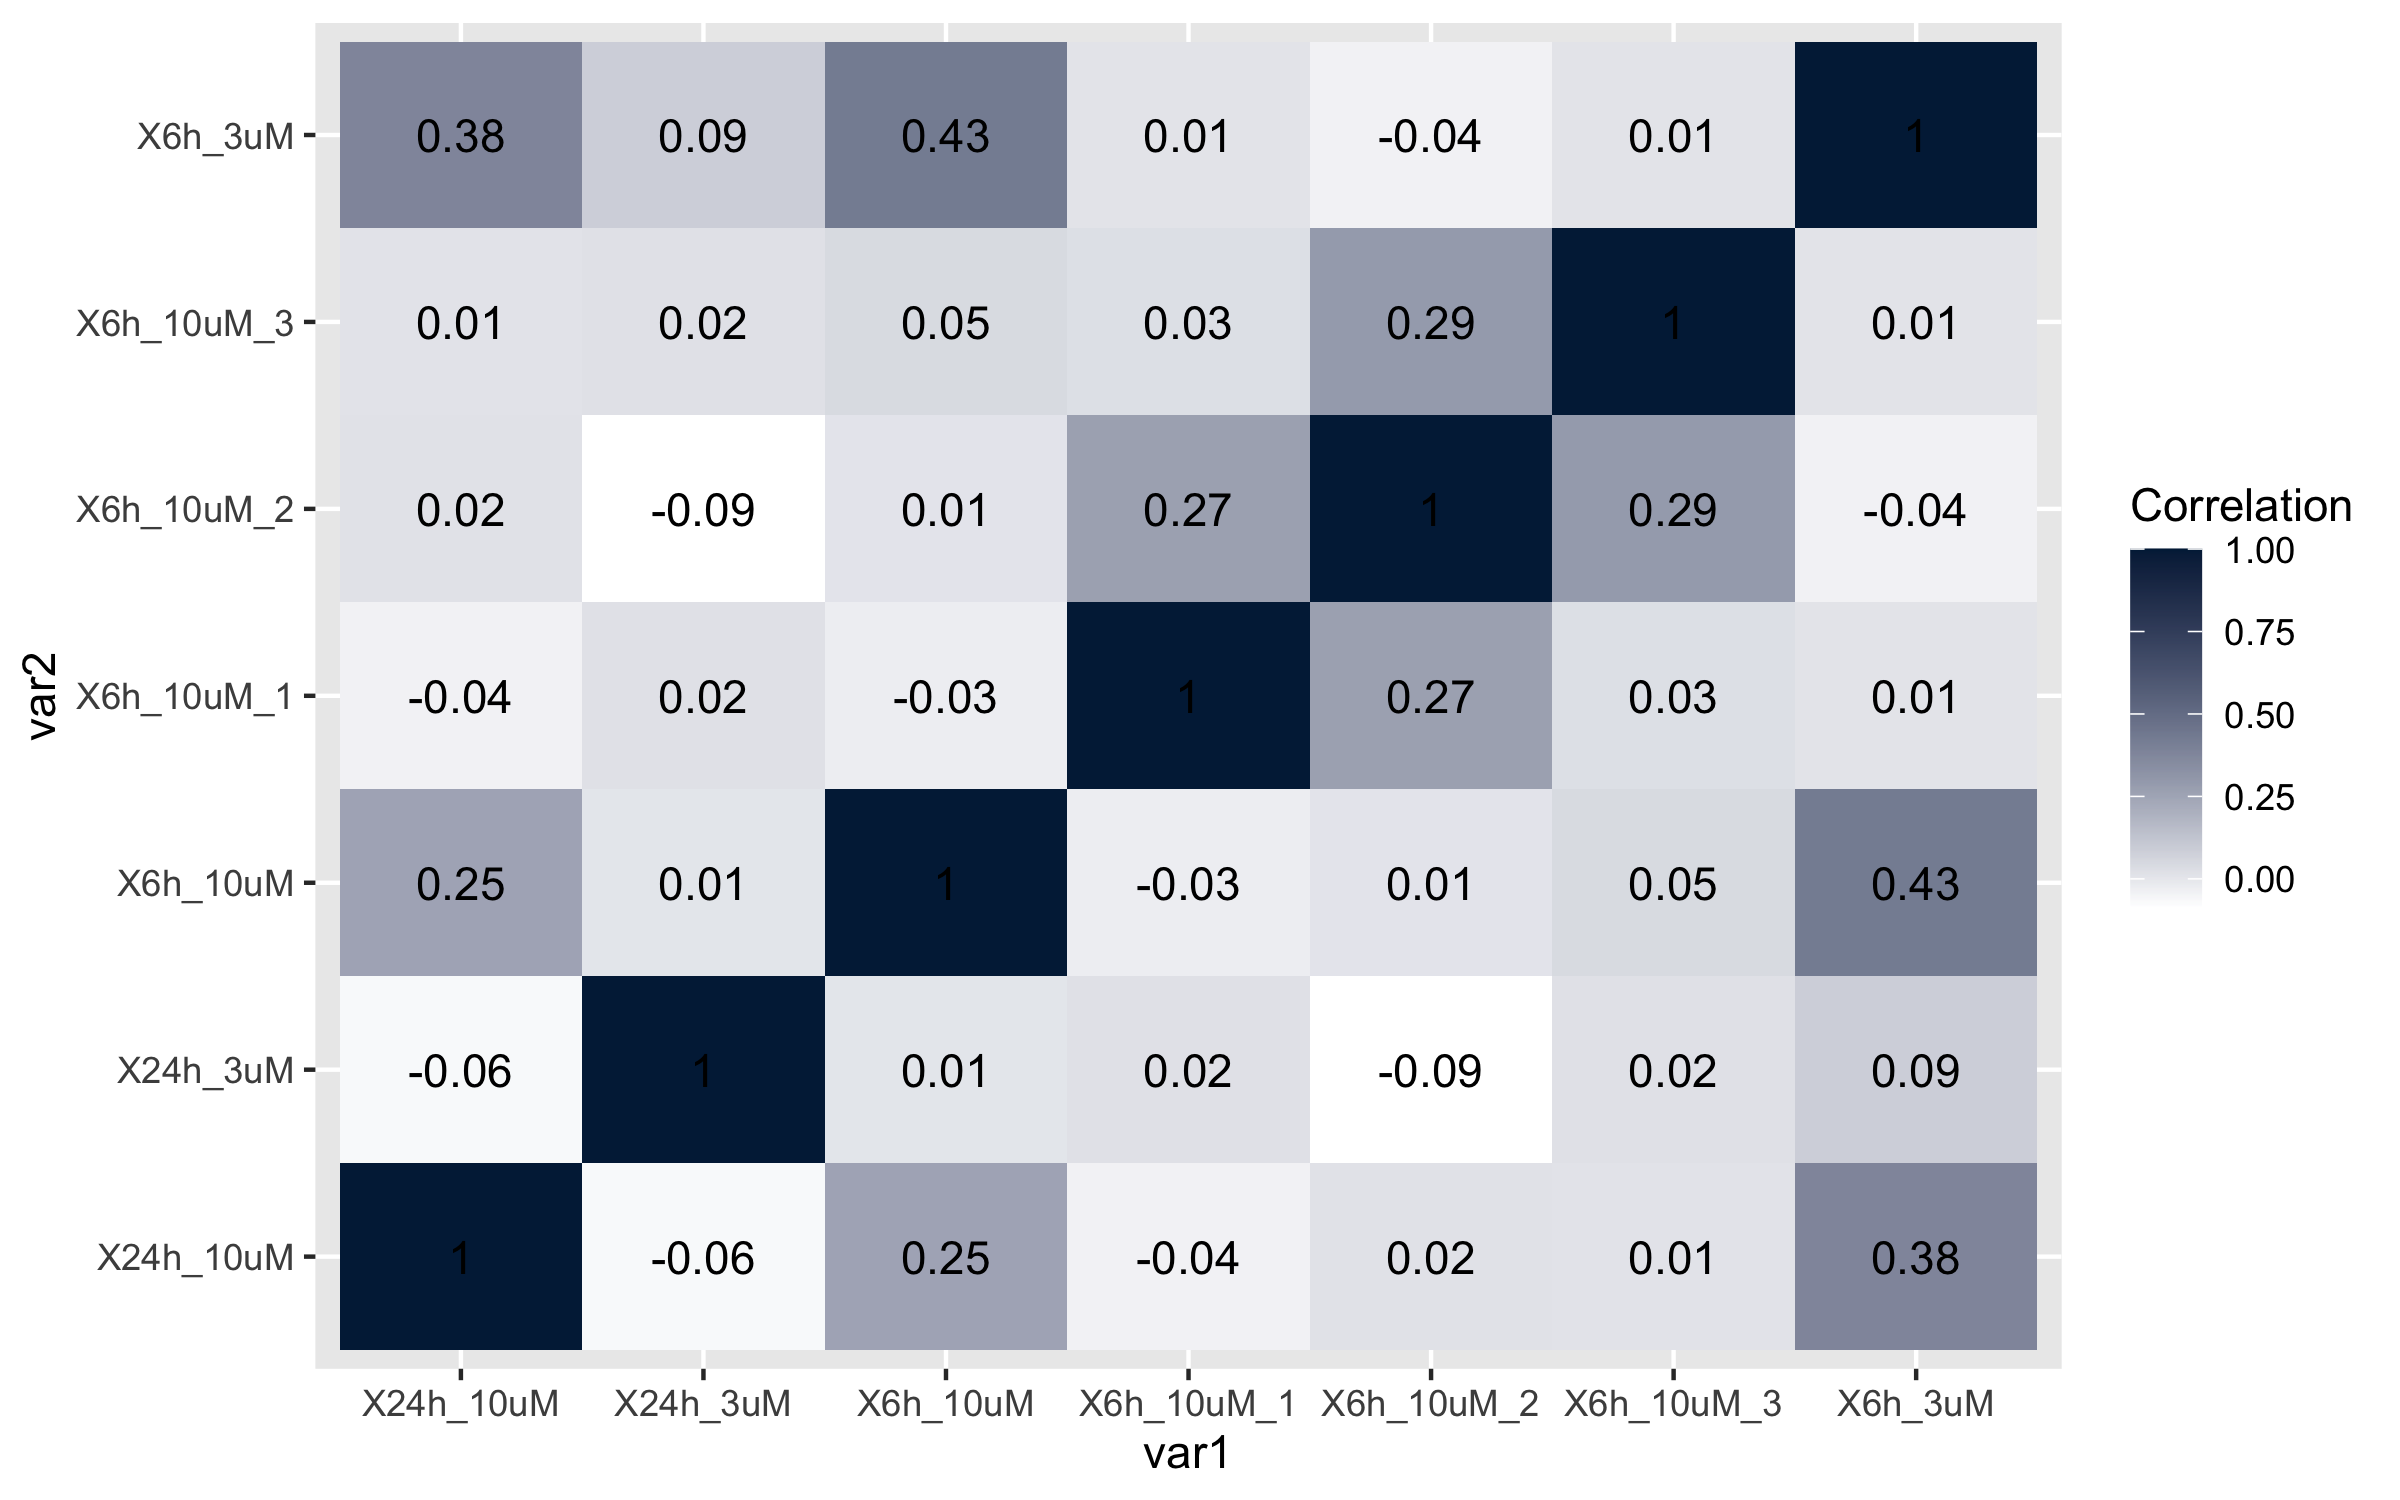 X6h_3uM 0.38 0.09 0.43 0.01 -0.04 0.01 1
X6h_10uM_3 0.01 0.02 0.05 0.03 0.29 1 0.01
X6h_10uM_2 0.02 -0.09 0.01 0.27 1 0.29 -0.04
X6h_10uM_1 -0.04 0.02 -0.03 1 0.27 0.03 0.01
X6h_10uM 0.25 0.01 1 -0.03 0.01 0.05 0.43
X24h_3uM -0.06 1 0.01 0.02 -0.09 0.02 0.09
X24h_10uM 1 -0.06 0.25 -0.04 0.02 0.01 0.38
X24h_10uM X24h_3uM X6h_10uM X6h_10uM_1 X6h_10uM_2 X6h_10uM_3 X6h_3uM
var1
var2
Correlation
1.00
0.75
0.50
0.25
0.00